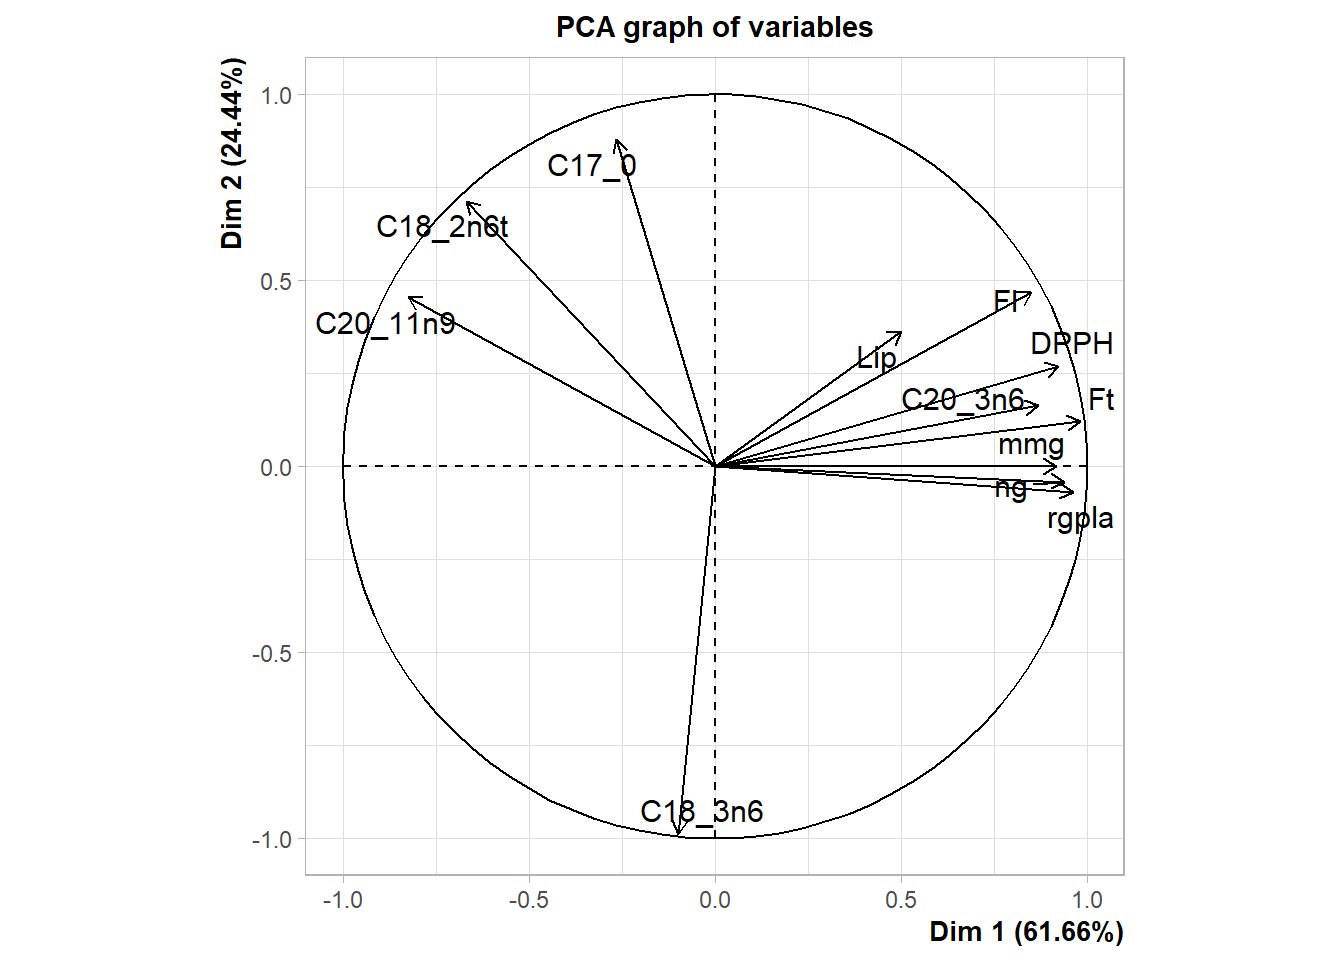 PCA graph of variables
Dim 2 (24.44%)
1.0
0.5
0.0
-0.5
-1.0
C17_0
C18_2n6t
C20_11n9
Fl
Lip
DPPH
C20_3n6
Ft
mmg
ng
rgpla
C18_3n6
-1.0
-0.5
0.0
0.5
1.0
Dim 1 (61.66%)